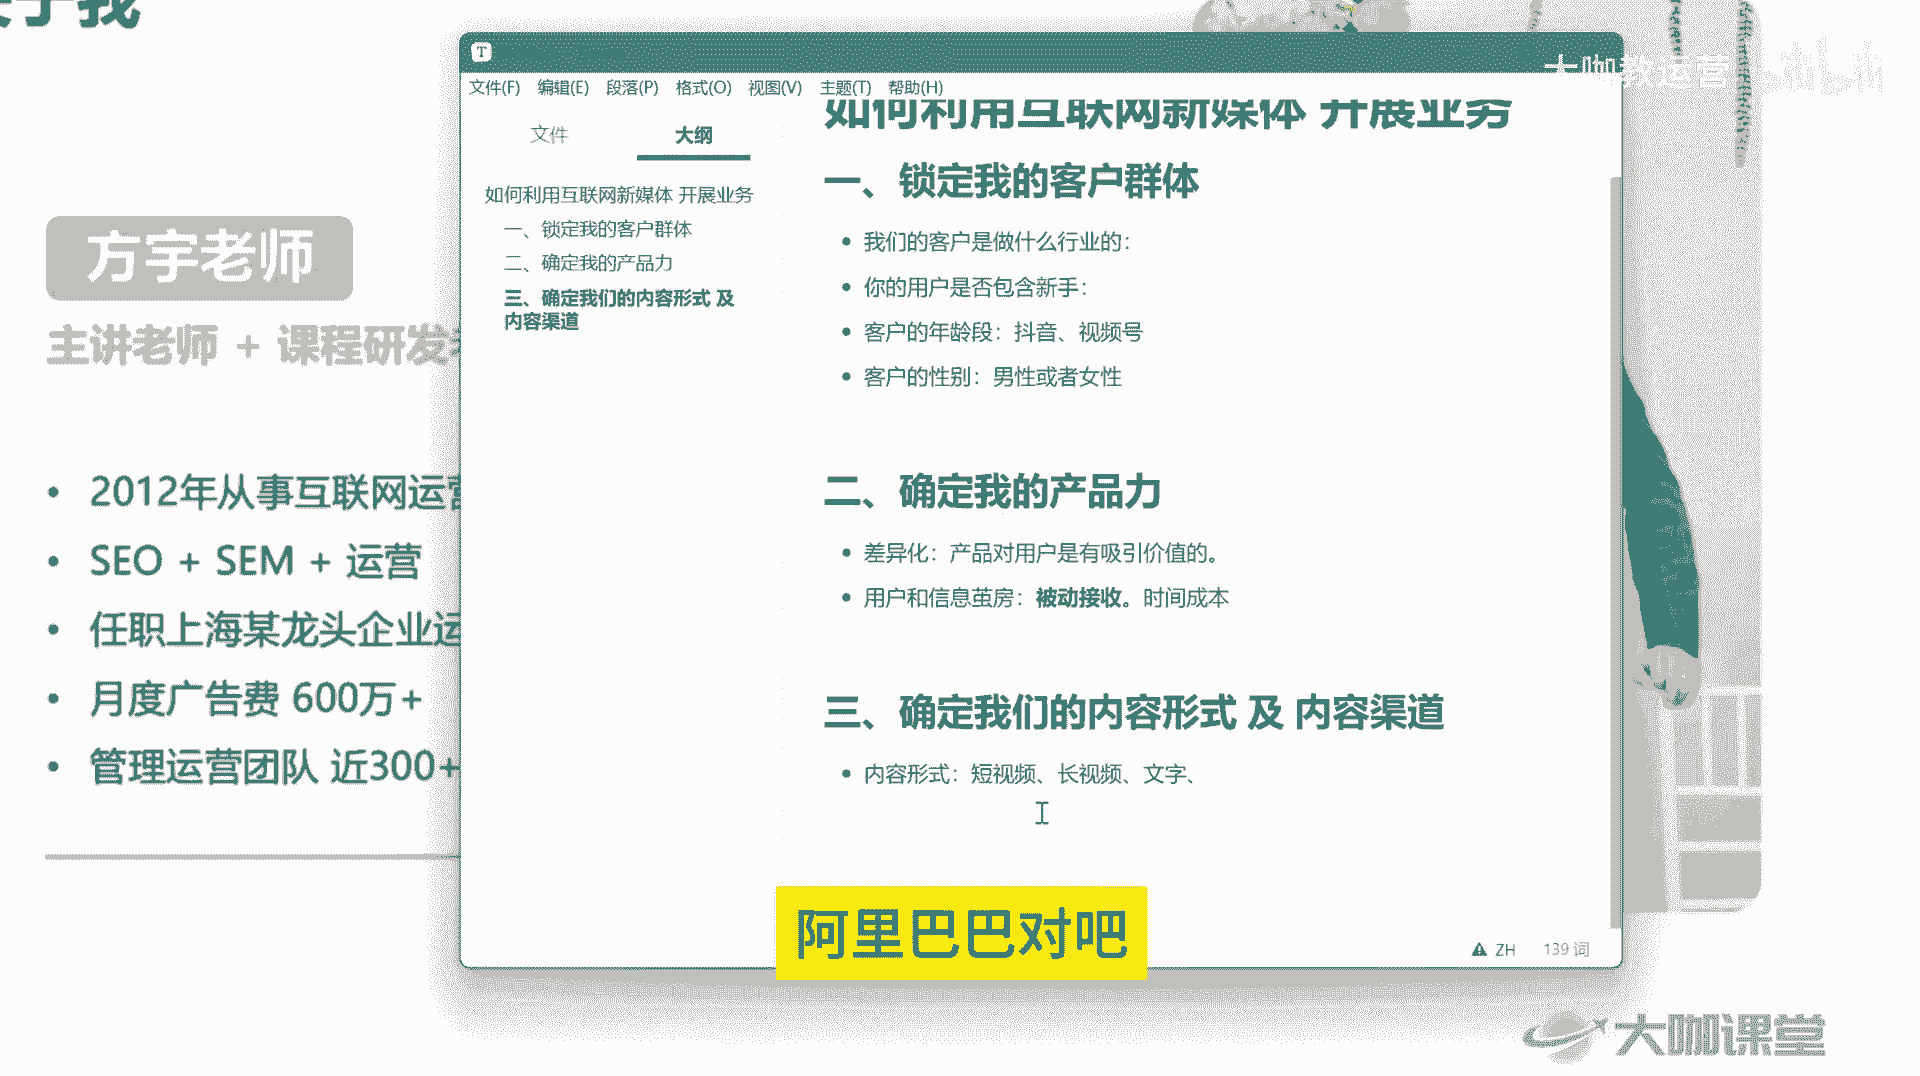 于我
方宇老师
主讲老师 + 课程研发
2012年从事互联网运营
SEO + SEM + 运营
任职上海某龙头企业运
月度广告费 600万+
管理运营团队 近300+
T
文件(F) 编辑(E) 段落(P) 格式(O) 视图(V) 主题(T) 帮助(H)
文件 大纲
如何利用互联网新媒体 开展业务
一、锁定我的客户群体
二、确定我的产品力
三、确定我们的内容形式 及
内容渠道
如何利用互联网新媒体 开展业务
一、锁定我的客户群体
我们的客户是做什么行业的：
你的用户是否包含新手：
客户的年龄段：抖音、视频号
客户的性别：男性或者女性
二、确定我的产品力
差异化：产品对用户是有吸引价值的。
用户和信息茧房：被动接收。时间成本
三、确定我们的内容形式 及 内容渠道
内容形式：短视频、长视频、文字、
ZH 139 词
大咖教运营 bilibili
阿里巴巴对吧
大咖课堂